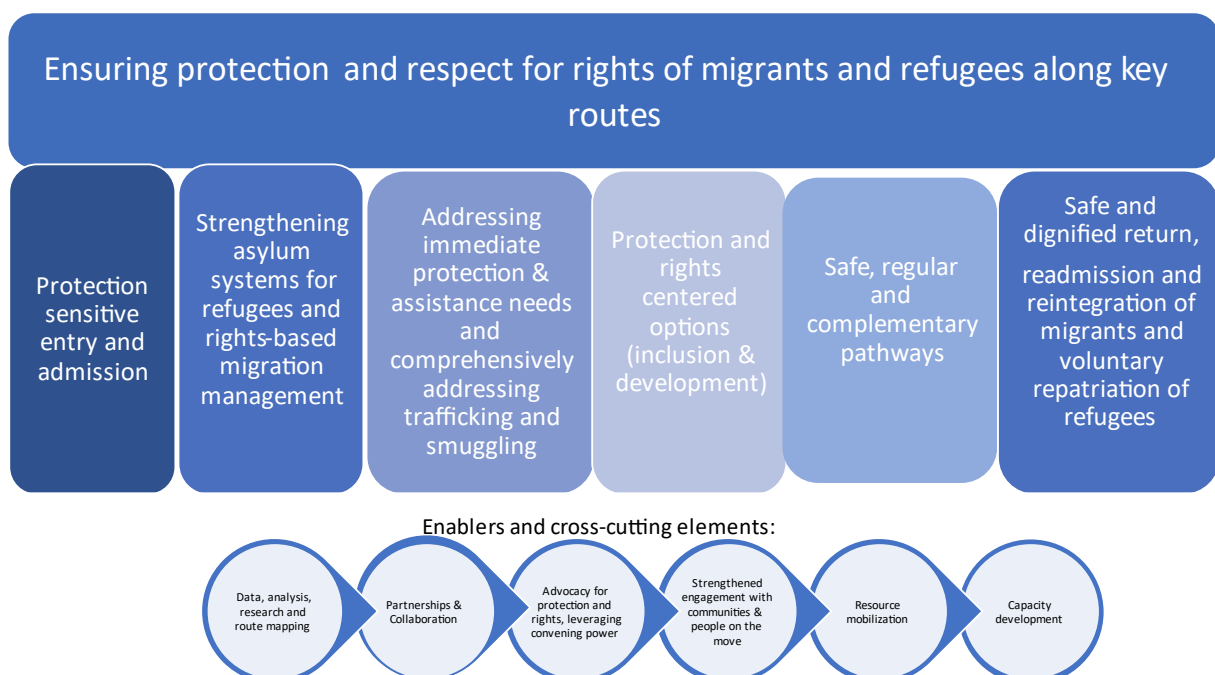 Ensuring protection and respect for rights of migrants and refugees along key
routes
Protection
sensitive
entry and
admission
Strengthening
asylum
systems for
refugees and
rights-based
migration
management
Addressing
immediate
protection &
assistance needs
and
comprehensively
addressing
trafficking and
smuggling
Protection and
rights
centered
options
(inclusion &
development)
Safe, regular
and
complementary
pathways
Safe and
dignified return,
readmission and
reintegration of
migrants and
voluntary
repatriation of
refugees
Enablers and cross-cutting elements:
Data, analysis,
research and
route mapping
Partnerships &
Collaboration
Advocacy for
protection and
rights, leveraging
convening power
Strengthened
engagement with
communities &
people on the
move
Resource
mobilization
Capacity
development